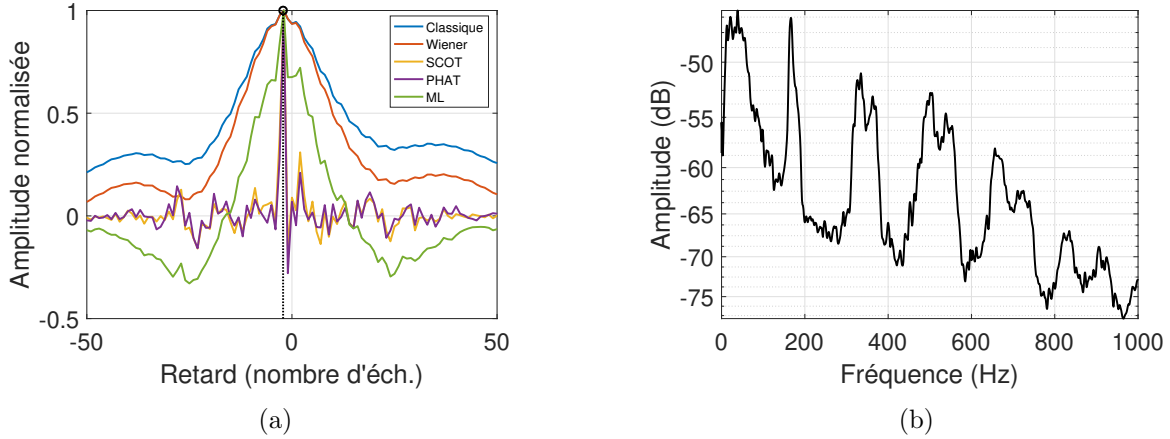 1
0.5
0
-0.5
Amplitude normalisée
-50
0
50
Retard (nombre d'éch.)
Classique
Wiener
SCOT
PHAT
ML
(a)
-50
-55
-60
-65
-70
-75
Amplitude (dB)
0
200
400
600
800
1000
Fréquence (Hz)
(b)